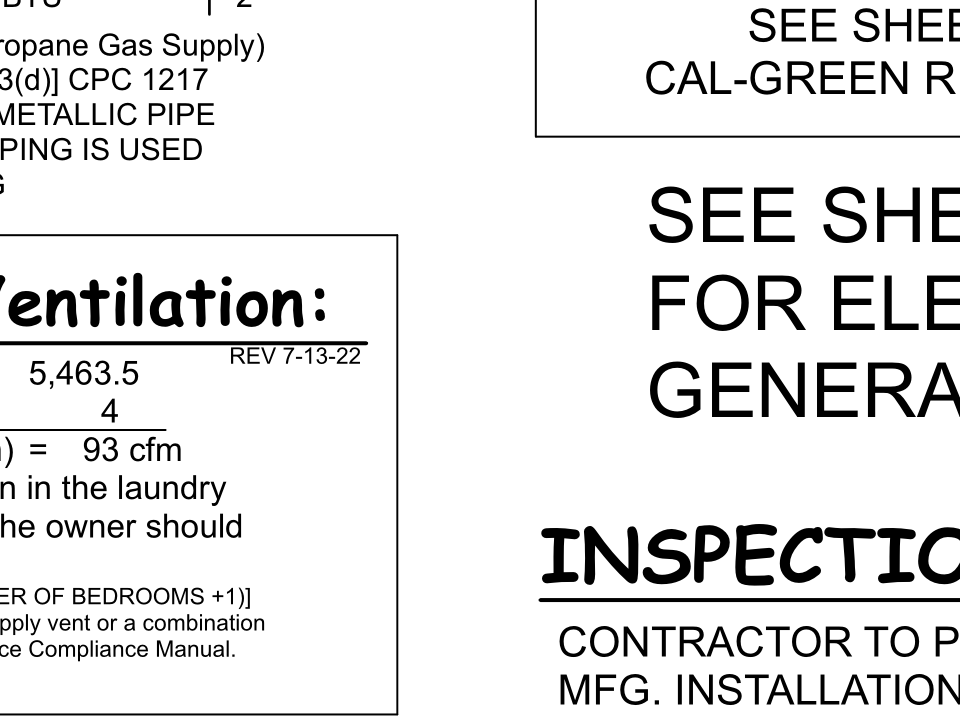 2
ropane Gas Supply)
3(d)] CPC 1217
METALLIC PIPE
PING IS USED
G
Ventilation:
REV 7-13-22
5,463.5
4
) = 93 cfm
n in the laundry
he owner should
ER OF BEDROOMS +1)]
pply vent or a combination
ce Compliance Manual.
SEE SHEE
CAL-GREEN R
SEE SHE
FOR ELE
GENERA
INSPECTIO
CONTRACTOR TO P
MFG. INSTALLATION